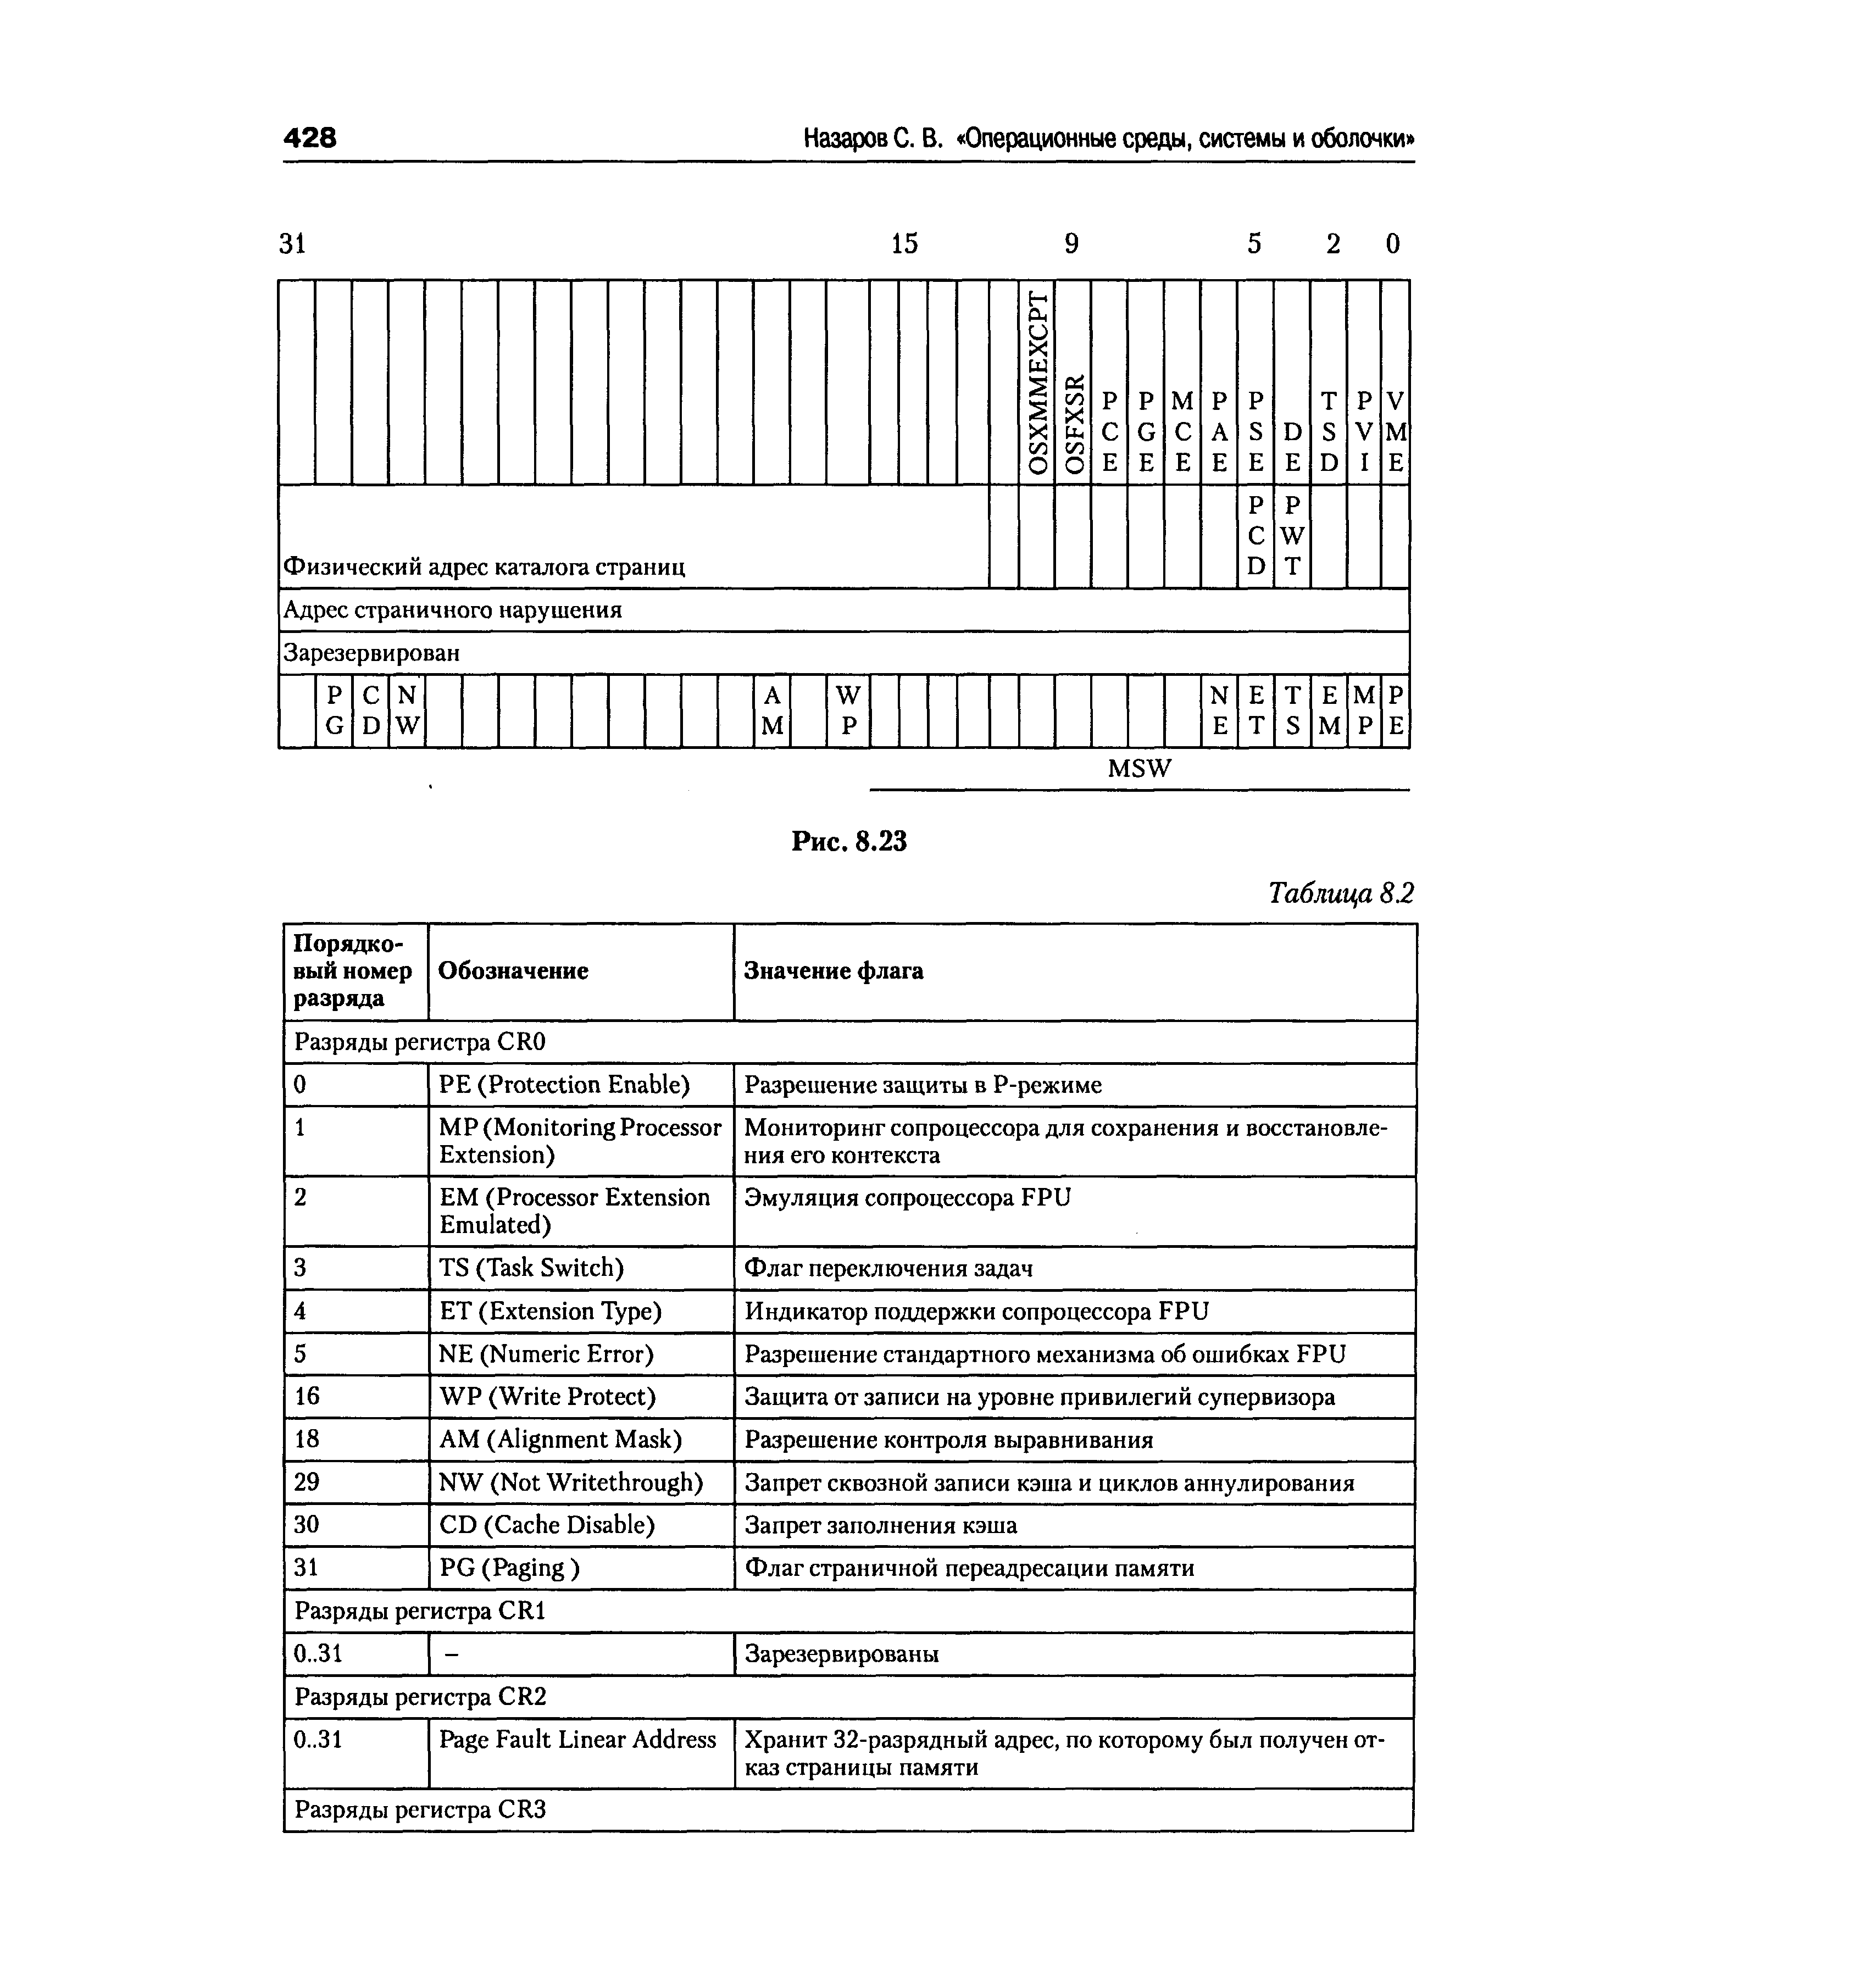 428
Назаров С. В. «Операционные среды, системы и оболочки»
31 15 9 5 2 0
OSXMMEXCPT OSFXSR PCE PGE MCE PAE PSE DE TSD PVI VME
Физический адрес каталога страниц PCD PWT
Адрес страничного нарушения
Зарезервирован
PG CD NW AM WP NE ET TS EM MP PE
MSW
Рис. 8.23
Таблица 8.2
Порядко-
вый номер
разряда
Обозначение
Значение флага
Разряды регистра CR0
0 PE (Protection Enable) Разрешение защиты в P-режиме
1 MP (Monitoring Processor Мониторинг сопроцессора для сохранения и восстановле-
Extension) ния его контекста
2 EM (Processor Extension Эмуляция сопроцессора FPU
Emulated)
3 TS (Task Switch) Флаг переключения задач
4 ET (Extension Type) Индикатор поддержки сопроцессора FPU
5 NE (Numeric Error) Разрешение стандартного механизма об ошибках FPU
16 WP (Write Protect) Защита от записи на уровне привилегий супервизора
18 AM (Alignment Mask) Разрешение контроля выравнивания
29 NW (Not Writethrough) Запрет сквозной записи кэша и циклов аннулирования
30 CD (Cache Disable) Запрет заполнения кэша
31 PG (Paging ) Флаг страничной переадресации памяти
Разряды регистра CR1
0..31 – Зарезервированы
Разряды регистра CR2
0..31 Page Fault Linear Address Хранит 32-разрядный адрес, по которому был получен от-
каз страницы памяти
Разряды регистра CR3